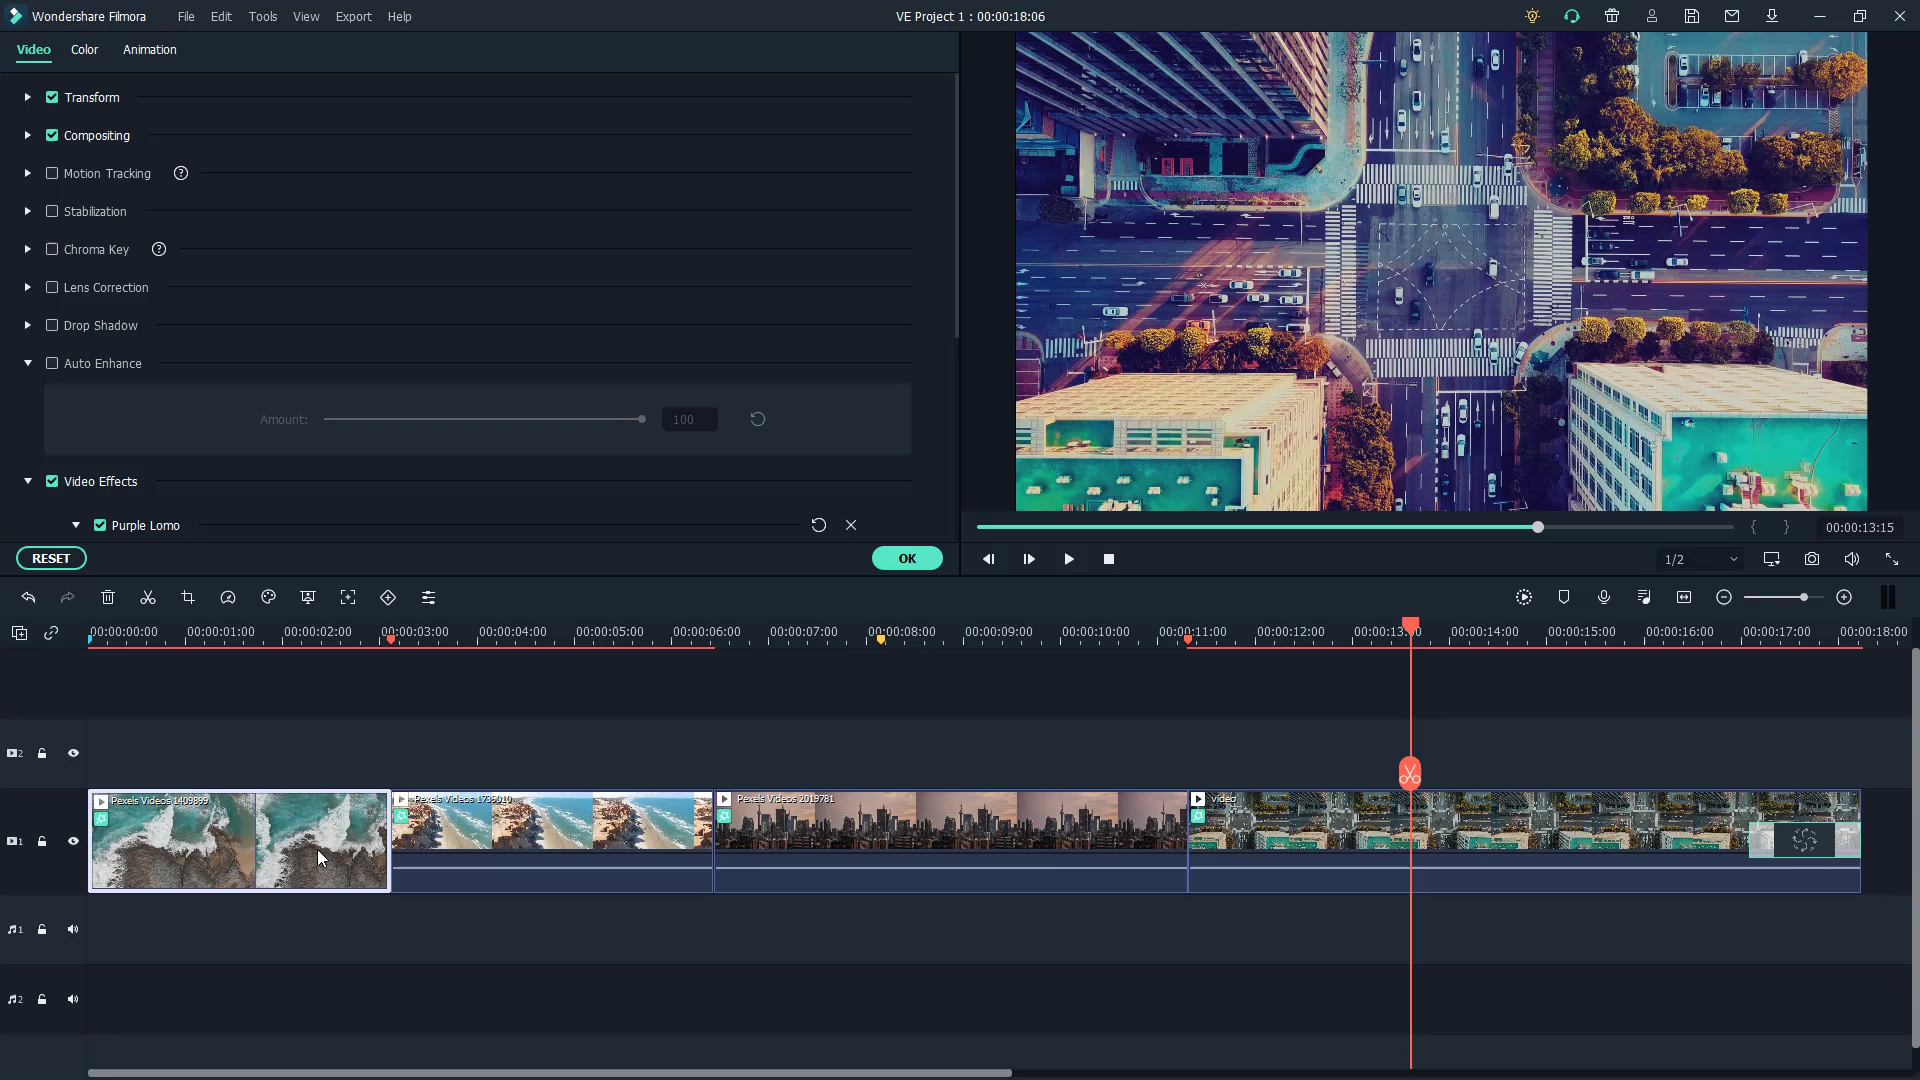 Wondershare Filmora File Edit Tools View Export Help VE Project 1 : 00:00:18:06
Video Color Animation
Transform
Compositing
Motion Tracking ?
Stabilization
Chroma Key ?
Lens Correction
Drop Shadow
Auto Enhance
Amount: 100
Video Effects
Purple Lomo
{ } 00:00:13:15
RESET OK 1/2
00:00:00:00 00:00:01:00 00:00:02:00 00:00:03:00 00:00:04:00 00:00:05:00 00:00:06:00 00:00:07:00 00:00:08:00 00:00:09:00 00:00:10:00 00:00:11:00 00:00:12:00 00:00:13:00 00:00:14:00 00:00:15:00 00:00:16:00 00:00:17:00 00:00:18:00
2
Pexels Videos 1409899 Pexels Videos 1739010 Pexels Videos 2019781 video
1
1
2